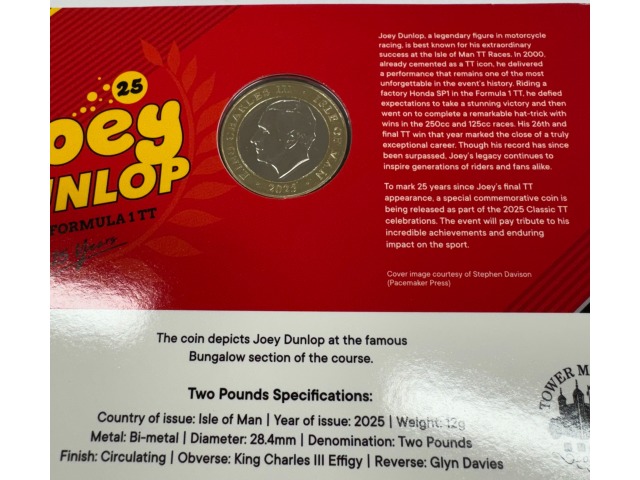 25
Joey
DUNLOP
FORMULA 1 TT
KING CHARLES III · ISLE OF MAN
· 2025 ·
Joey Dunlop, a legendary figure in motorcycle
racing, is best known for his extraordinary
success at the Isle of Man TT Races. In 2000,
already cemented as a TT icon, he delivered
a performance that remains one of the most
unforgettable in the event's history. Riding a
factory Honda SP1 in the Formula 1 TT, he defied
expectations to take a stunning victory and then
went on to complete a remarkable hat-trick with
wins in the 250cc and 125cc races. His 26th and
final TT win that year marked the close of a truly
exceptional career. Though his record has since
been surpassed, Joey's legacy continues to
inspire generations of riders and fans alike.
To mark 25 years since Joey's final TT
appearance, a special commemorative coin is
being released as part of the 2025 Classic TT
celebrations. The event will pay tribute to his
incredible achievements and enduring
impact on the sport.
Cover image courtesy of Stephen Davison
(Pacemaker Press)
The coin depicts Joey Dunlop at the famous
Bungalow section of the course.
Two Pounds Specifications:
Country of issue: Isle of Man | Year of issue: 2025 | Weight: 12g
Metal: Bi-metal | Diameter: 28.4mm | Denomination: Two Pounds
Finish: Circulating | Obverse: King Charles III Effigy | Reverse: Glyn Davies
TOWER M